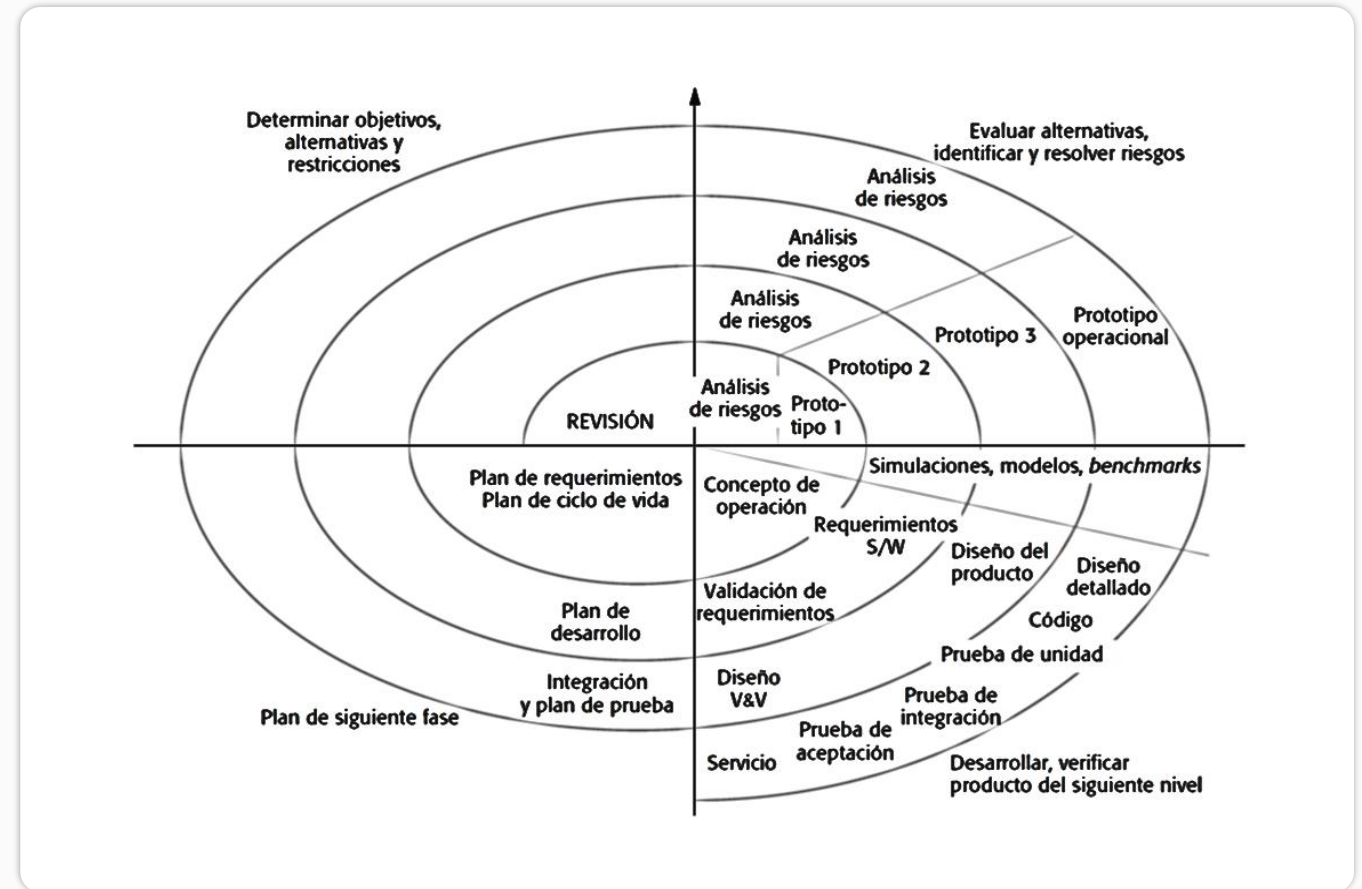 Determinar objetivos,
alternativas y
restricciones
Evaluar alternativas,
identificar y resolver riesgos
Análisis
de riesgos
Análisis
de riesgos
Análisis
de riesgos
Análisis
de riesgos
Proto-
tipo 1
Prototipo 2
Prototipo 3
Prototipo
operacional
REVISIÓN
Plan de requerimientos
Plan de ciclo de vida
Concepto de
operación
Simulaciones, modelos, benchmarks
Requerimientos
S/W
Diseño del
producto
Diseño
detallado
Validación de
requerimientos
Plan de
desarrollo
Código
Prueba de unidad
Integración
y plan de prueba
Diseño
V&V
Prueba de
integración
Plan de siguiente fase
Prueba de
aceptación
Servicio
Desarrollar, verificar
producto del siguiente nivel